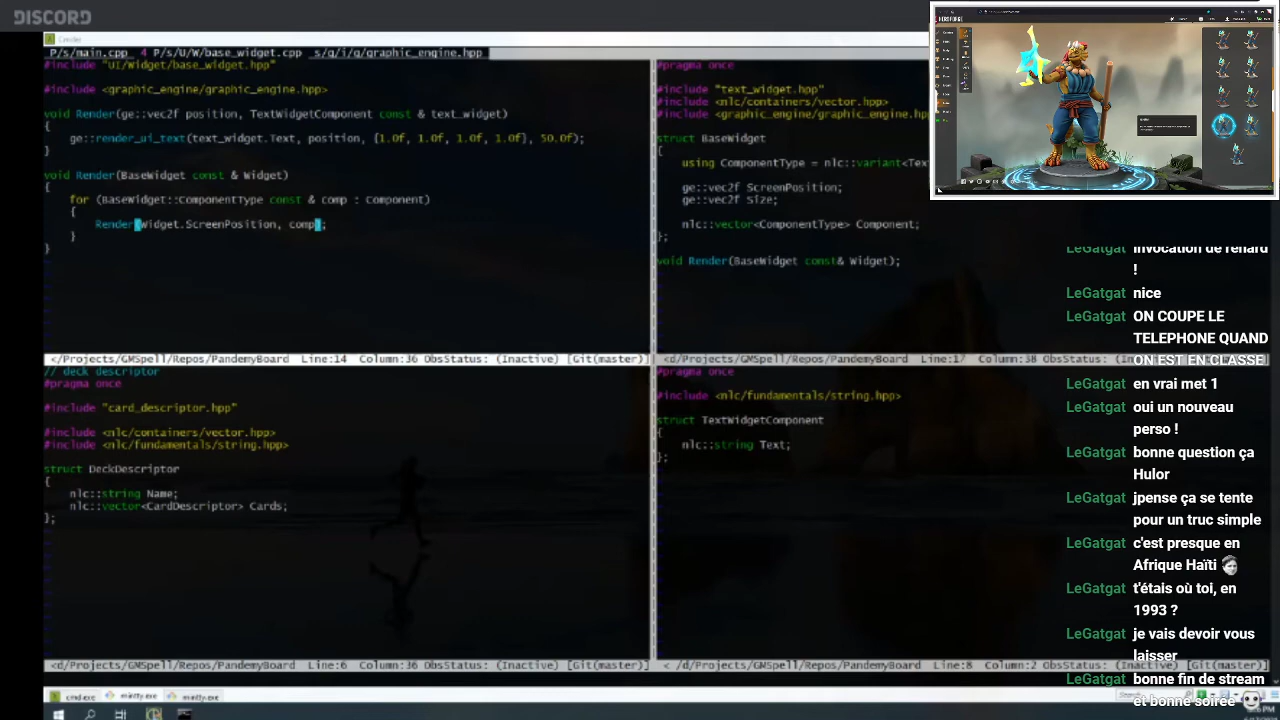 DISCORD
Cmder
P/s/main.cpp  4 P/s/U/W/base_widget.cpp  s/g/i/g/graphic_engine.hpp
#include "UI/Widget/base_widget.hpp"
#include <graphic_engine/graphic_engine.hpp>
void Render(ge::vec2f position, TextWidgetComponent const & text_widget)
{
ge::render_ui_text(text_widget.Text, position, {1.0f, 1.0f, 1.0f, 1.0f}, 50.0f);
}
void Render(BaseWidget const & Widget)
{
for (BaseWidget::ComponentType const & comp : Component)
{
Render(Widget.ScreenPosition, comp);
}
}
</Projects/GMSpell/Repos/PandemyBoard  Line:14  Column:36 ObsStatus: (Inactive) [Git(master)]
#pragma once
#include "text_widget.hpp"
#include <nlc/containers/vector.hpp>
#include <graphic_engine/graphic_engine.hp
struct BaseWidget
{
using ComponentType = nlc::variant<Text
ge::vec2f ScreenPosition;
ge::vec2f Size;
nlc::vector<ComponentType> Component;
};
void Render(BaseWidget const& Widget);
<d/Projects/GMSpell/Repos/PandemyBoard  Line:17  Column:38 ObsStatus: (In
// deck descriptor
#pragma once
#include "card_descriptor.hpp"
#include <nlc/containers/vector.hpp>
#include <nlc/fundamentals/string.hpp>
struct DeckDescriptor
{
nlc::string Name;
nlc::vector<CardDescriptor> Cards;
};
<d/Projects/GMSpell/Repos/PandemyBoard  Line:6  Column:36 ObsStatus: (Inactive) [Git(master)]
#pragma once
#include <nlc/fundamentals/string.hpp>
struct TextWidgetComponent
{
nlc::string Text;
};
< /d/Projects/GMSpell/Repos/PandemyBoard  Line:8  Column:2 ObsStatus: (Inactive) [Git(master)]
cmd.exe  mintty.exe  mintty.exe
Search
HEROFORGE
LeGatgat invocation de renard
!
LeGatgat nice
LeGatgat ON COUPE LE
TELEPHONE QUAND
ON EST EN CLASSE
LeGatgat en vrai met 1
LeGatgat oui un nouveau
perso !
LeGatgat bonne question ça
Hulor
LeGatgat jpense ça se tente
pour un truc simple
LeGatgat c'est presque en
Afrique Haïti
LeGatgat t'étais où toi, en
1993 ?
LeGatgat je vais devoir vous
laisser
LeGatgat bonne fin de stream
et bonne soirée